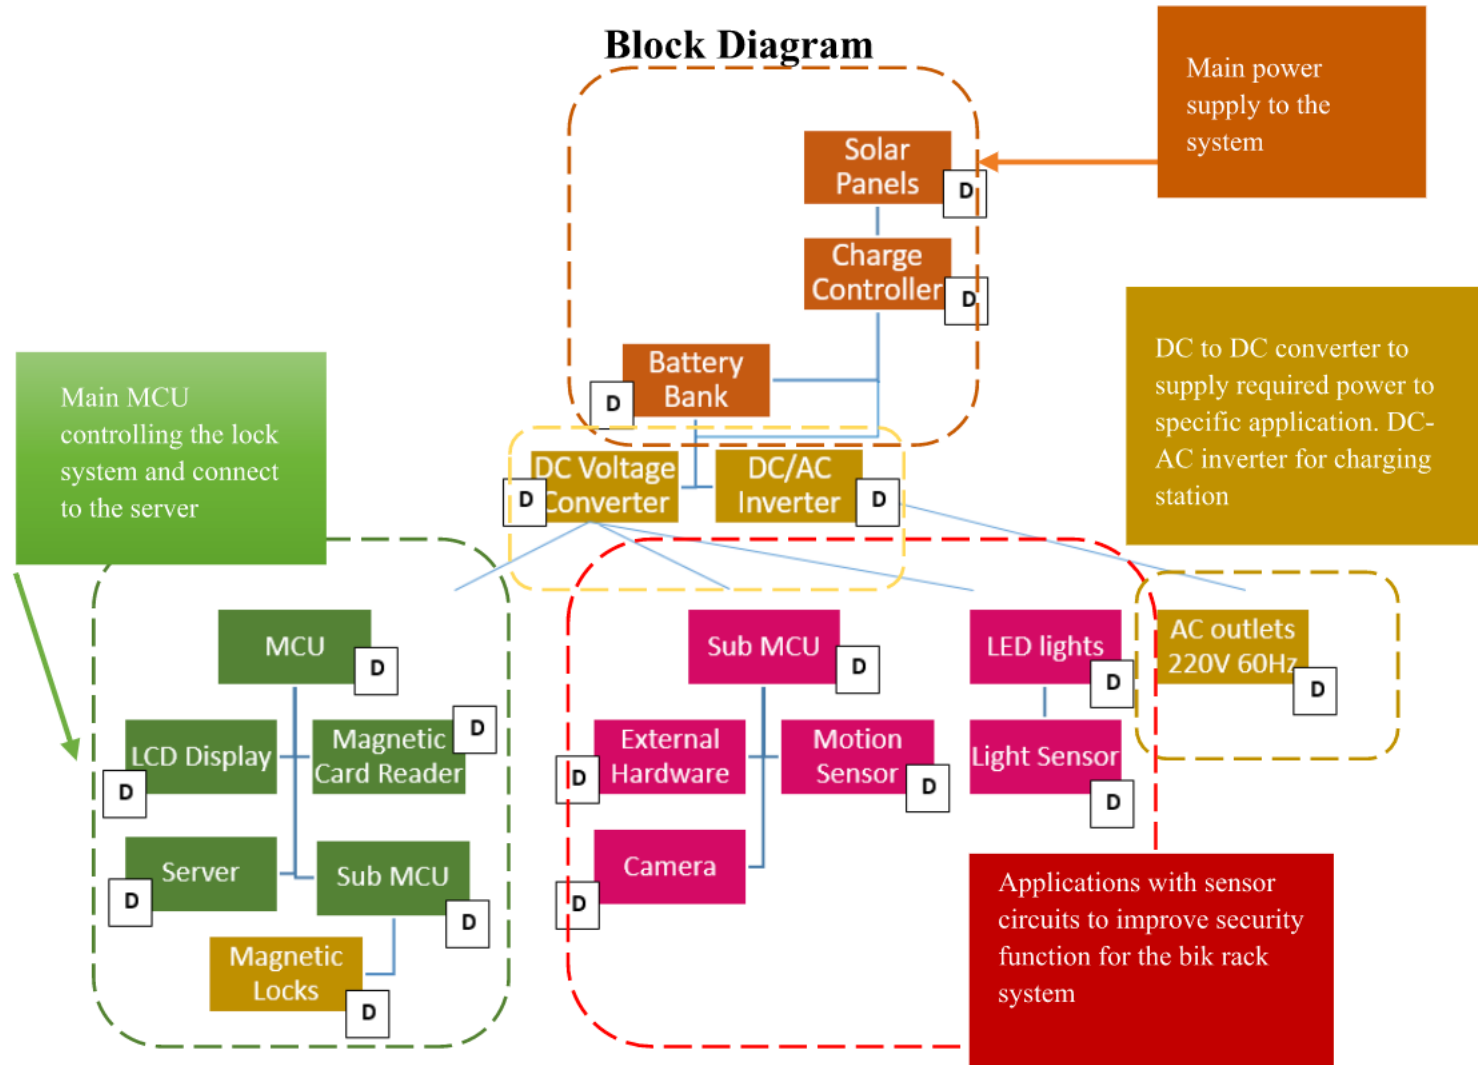 Block Diagram
Main power
supply to the
system
Solar
Panels
D
Charge
Controller
D
Battery
Bank
D
DC to DC converter to
supply required power to
specific application. DC-
AC inverter for charging
station
Main MCU
controlling the lock
system and connect
to the server
DC Voltage
Converter
D
DC/AC
Inverter
D
MCU
D
LCD Display
D
Magnetic
Card Reader
D
Server
D
Sub MCU
D
Magnetic
Locks
D
Sub MCU
D
External
Hardware
D
Motion
Sensor
D
Camera
D
LED lights
D
Light Sensor
D
AC outlets
220V 60Hz
D
Applications with sensor
circuits to improve security
function for the bik rack
system